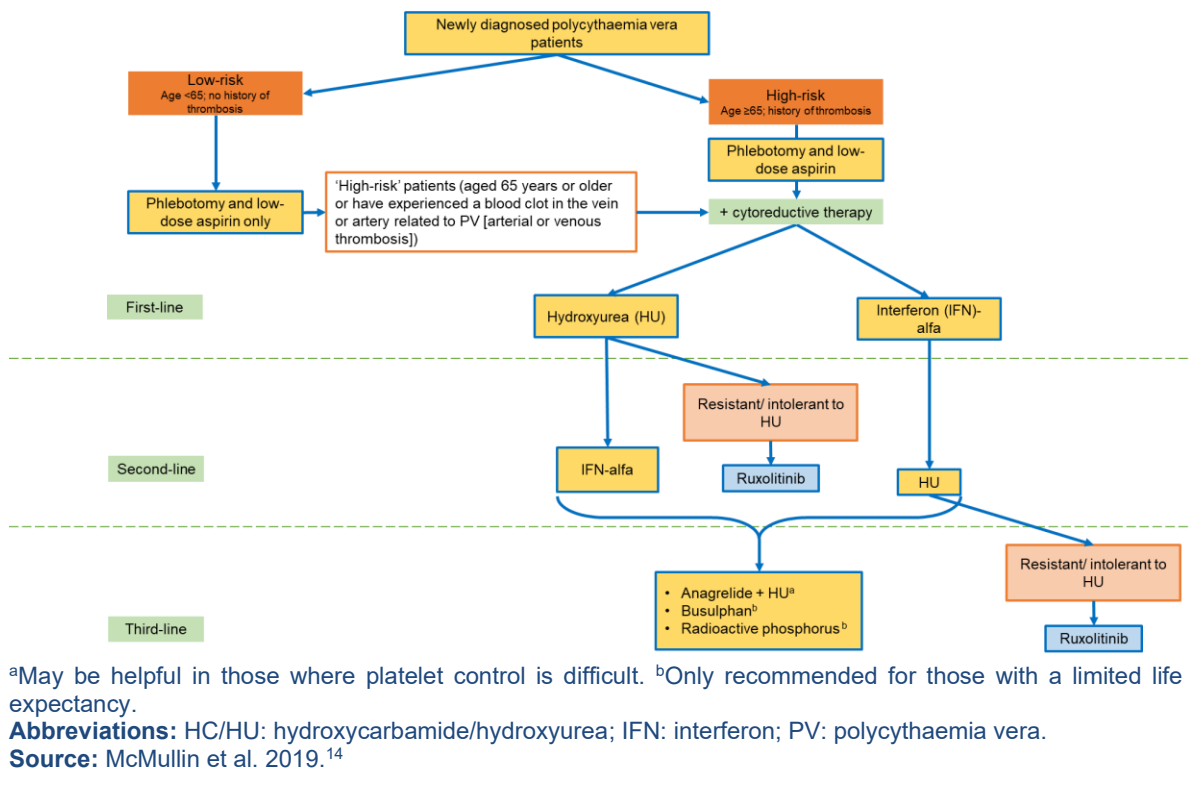 Newly diagnosed polycythaemia vera
patients
Low-risk
Age <65; no history of
thrombosis
High-risk
Age ≥65; history of thrombosis
Phlebotomy and low-
dose aspirin
Phlebotomy and low-
dose aspirin only
‘High-risk’ patients (aged 65 years or older
or have experienced a blood clot in the vein
or artery related to PV [arterial or venous
thrombosis])
+ cytoreductive therapy
First-line
Hydroxyurea (HU)
Interferon (IFN)-
alfa
Resistant/ intolerant to
HU
Second-line
IFN-alfa
Ruxolitinib
HU
Resistant/ intolerant to
HU
• Anagrelide + HUᵃ
• Busulphanᵇ
• Radioactive phosphorusᵇ
Third-line
Ruxolitinib
ᵃMay be helpful in those where platelet control is difficult. ᵇOnly recommended for those with a limited life
expectancy.
Abbreviations: HC/HU: hydroxycarbamide/hydroxyurea; IFN: interferon; PV: polycythaemia vera.
Source: McMullin et al. 2019.¹⁴